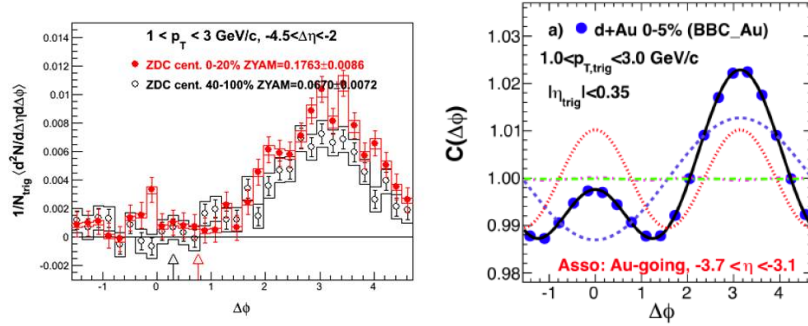 1 < p_T < 3 GeV/c, -4.5<Δη<-2
ZDC cent. 0-20% ZYAM=0.1763±0.0086
ZDC cent. 40-100% ZYAM=0.0670±0.0072
1/N_trig ⟨d²N/dΔηdΔφ⟩
0.014
0.012
0.01
0.008
0.006
0.004
0.002
0
-0.002
-1 0 1 2 3 4
Δφ
a) d+Au 0-5% (BBC_Au)
1.0<p_T,trig<3.0 GeV/c
|η_trig|<0.35
C(Δφ)
1.03
1.02
1.01
1.00
0.99
0.98
Asso: Au-going, -3.7 < η <-3.1
-1 0 1 2 3 4
Δφ